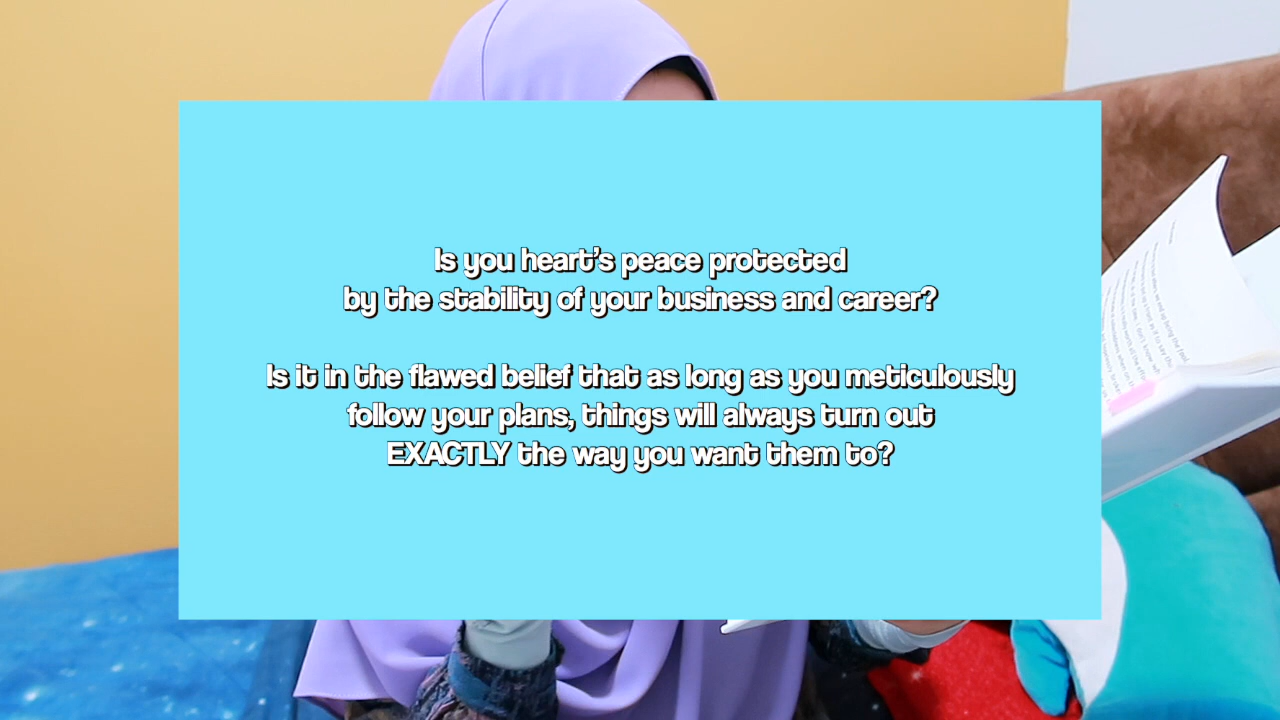 Is you heart's peace protected
by the stability of your business and career?
Is it in the flawed belief that as long as you meticulously
follow your plans, things will always turn out
EXACTLY the way you want them to?